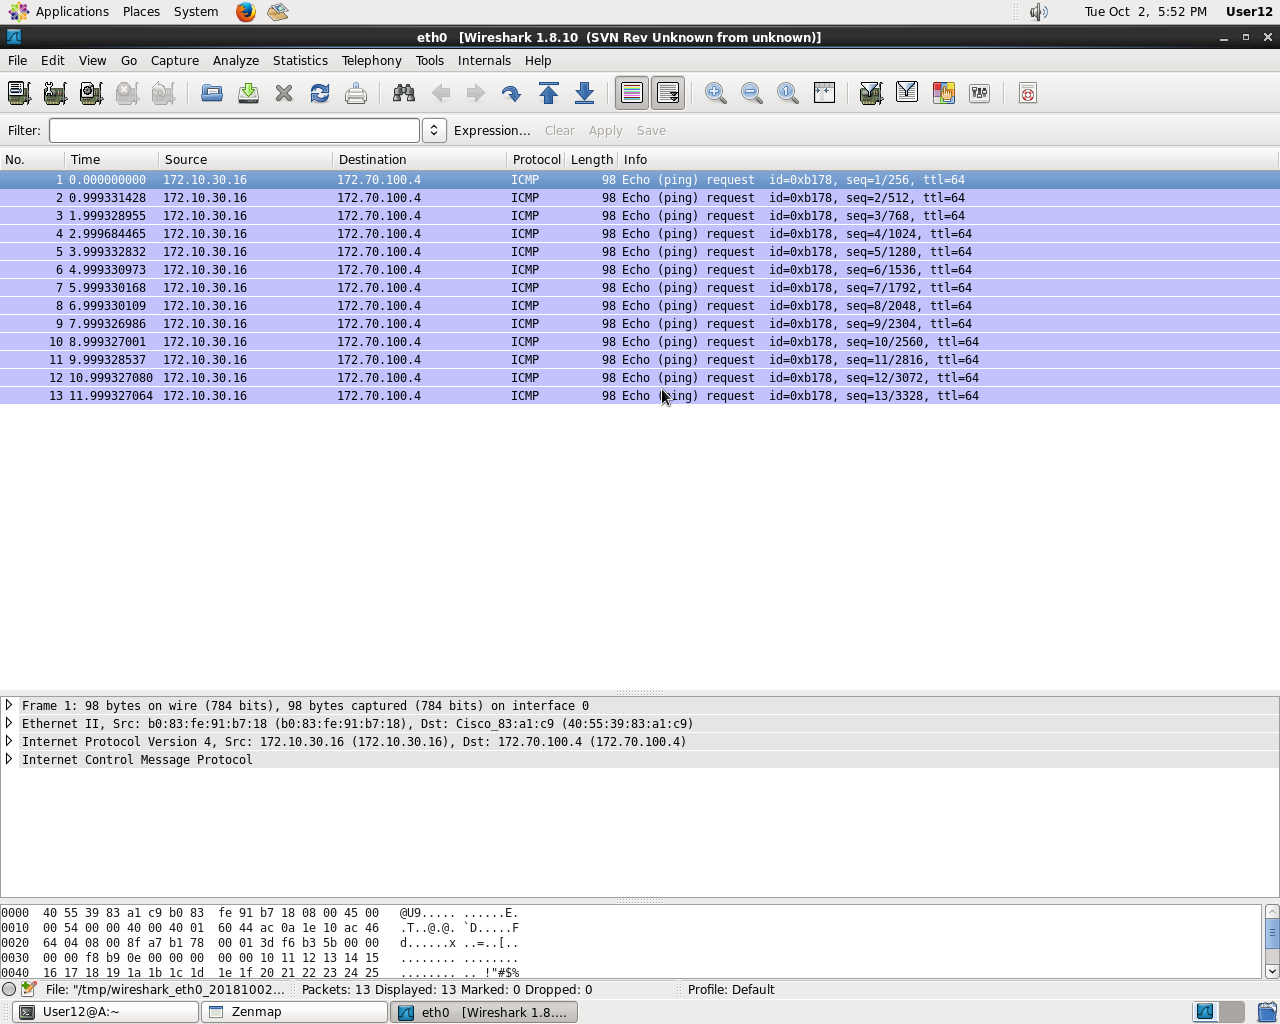 Applications Places System Tue Oct 2, 5:52 PM User12
eth0 [Wireshark 1.8.10 (SVN Rev Unknown from unknown)]
File Edit View Go Capture Analyze Statistics Telephony Tools Internals Help
Filter: Expression... Clear Apply Save
No. Time Source Destination Protocol Length Info
1 0.000000000 172.10.30.16 172.70.100.4 ICMP 98 Echo (ping) request id=0xb178, seq=1/256, ttl=64
2 0.999331428 172.10.30.16 172.70.100.4 ICMP 98 Echo (ping) request id=0xb178, seq=2/512, ttl=64
3 1.999328955 172.10.30.16 172.70.100.4 ICMP 98 Echo (ping) request id=0xb178, seq=3/768, ttl=64
4 2.999684465 172.10.30.16 172.70.100.4 ICMP 98 Echo (ping) request id=0xb178, seq=4/1024, ttl=64
5 3.999332832 172.10.30.16 172.70.100.4 ICMP 98 Echo (ping) request id=0xb178, seq=5/1280, ttl=64
6 4.999330973 172.10.30.16 172.70.100.4 ICMP 98 Echo (ping) request id=0xb178, seq=6/1536, ttl=64
7 5.999330168 172.10.30.16 172.70.100.4 ICMP 98 Echo (ping) request id=0xb178, seq=7/1792, ttl=64
8 6.999330109 172.10.30.16 172.70.100.4 ICMP 98 Echo (ping) request id=0xb178, seq=8/2048, ttl=64
9 7.999326986 172.10.30.16 172.70.100.4 ICMP 98 Echo (ping) request id=0xb178, seq=9/2304, ttl=64
10 8.999327001 172.10.30.16 172.70.100.4 ICMP 98 Echo (ping) request id=0xb178, seq=10/2560, ttl=64
11 9.999328537 172.10.30.16 172.70.100.4 ICMP 98 Echo (ping) request id=0xb178, seq=11/2816, ttl=64
12 10.999327080 172.10.30.16 172.70.100.4 ICMP 98 Echo (ping) request id=0xb178, seq=12/3072, ttl=64
13 11.999327064 172.10.30.16 172.70.100.4 ICMP 98 Echo (ping) request id=0xb178, seq=13/3328, ttl=64
Frame 1: 98 bytes on wire (784 bits), 98 bytes captured (784 bits) on interface 0
Ethernet II, Src: b0:83:fe:91:b7:18 (b0:83:fe:91:b7:18), Dst: Cisco_83:a1:c9 (40:55:39:83:a1:c9)
Internet Protocol Version 4, Src: 172.10.30.16 (172.10.30.16), Dst: 172.70.100.4 (172.70.100.4)
Internet Control Message Protocol
0000 40 55 39 83 a1 c9 b0 83 fe 91 b7 18 08 00 45 00 @U9..... ......E.
0010 00 54 00 00 40 00 40 01 60 44 ac 0a 1e 10 ac 46 .T..@.@. `D.....F
0020 64 04 08 00 8f a7 b1 78 00 01 3d f6 b3 5b 00 00 d......x ..=..[..
0030 00 00 f8 b9 0e 00 00 00 00 00 10 11 12 13 14 15 ........ ........
0040 16 17 18 19 1a 1b 1c 1d 1e 1f 20 21 22 23 24 25 ........ .. !"#$%
File: "/tmp/wireshark_eth0_20181002... Packets: 13 Displayed: 13 Marked: 0 Dropped: 0 Profile: Default
User12@A:~ Zenmap eth0 [Wireshark 1.8....